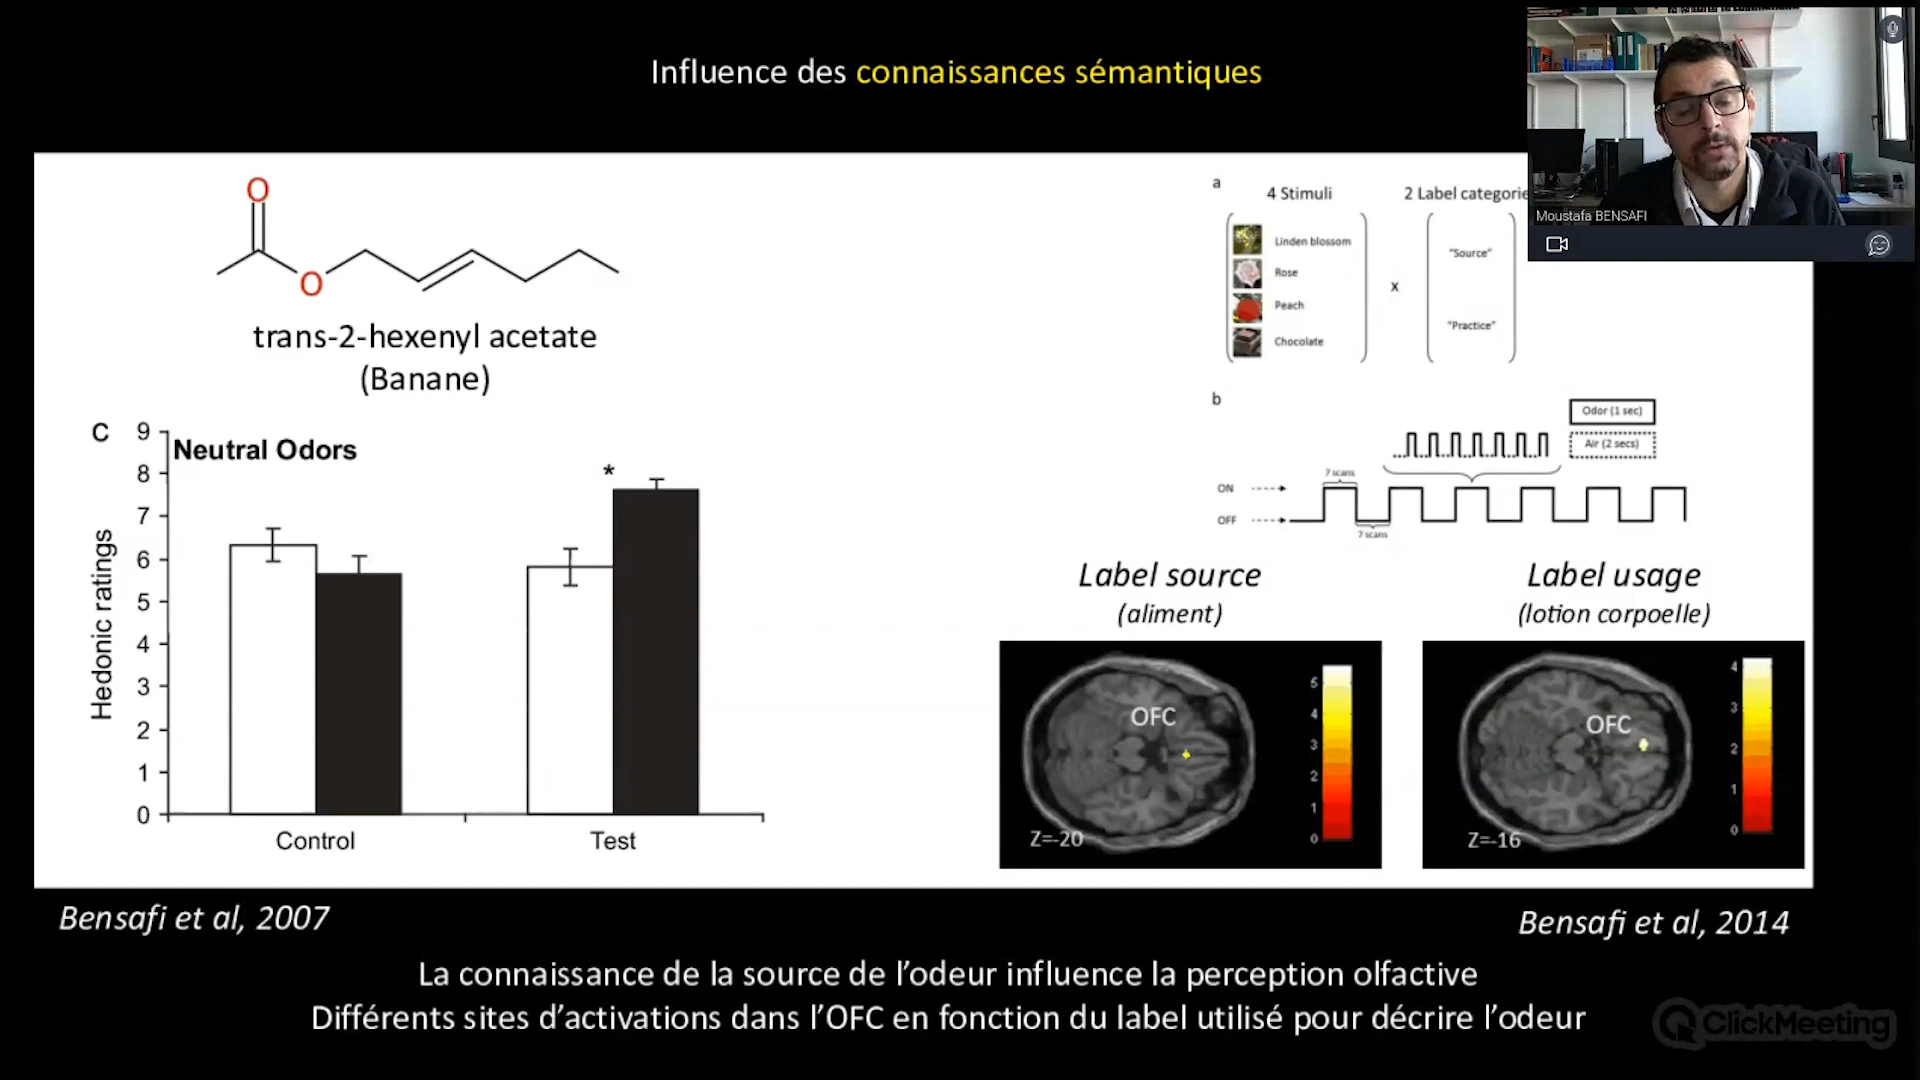 Influence des connaissances sémantiques
Moustafa BENSAFI
O
O
trans-2-hexenyl acetate
(Banane)
C
Neutral Odors
Hedonic ratings
9
8
7
6
5
4
3
2
1
0
*
Control
Test
a
4 Stimuli
2 Label categorie
Linden blossom
Rose
Peach
Chocolate
x
"Source"
"Practice"
b
Odor (1 sec)
Air (2 secs)
7 scans
ON
OFF
7 scans
Label source
(aliment)
Label usage
(lotion corpoelle)
OFC
Z=-20
5
4
3
2
1
0
OFC
Z=-16
4
3
2
1
0
Bensafi et al, 2007
Bensafi et al, 2014
La connaissance de la source de l'odeur influence la perception olfactive
Différents sites d'activations dans l'OFC en fonction du label utilisé pour décrire l'odeur
ClickMeeting